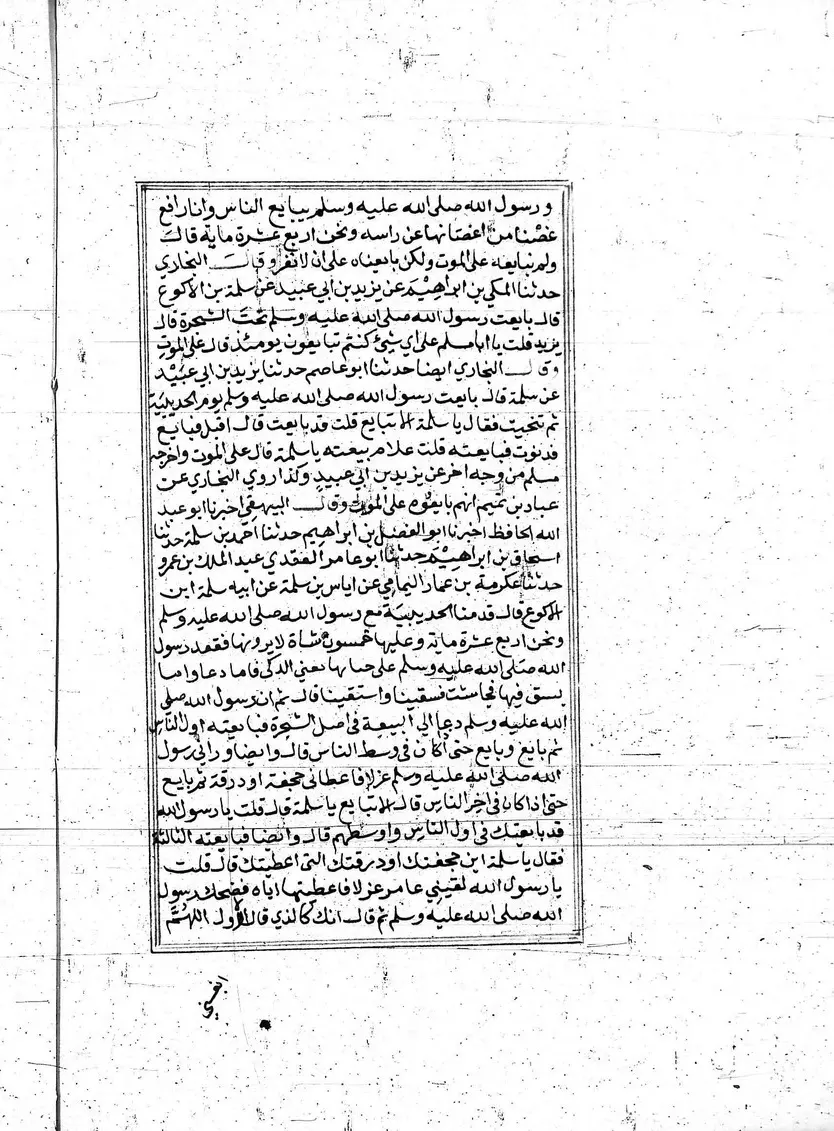 ورسول الله صلى الله عليه وسلم يبايع الناس وانا رافع
غصنا من اغصانها عن راسه ونحن اربع عشرة ماية قال
ولم نبايعه على الموت ولكن بايعناه على ان لا نفر وقال البخاري
حدثنا المكي بن ابراهيم عن يزيد بن ابي عبيد عن سلمة بن الاكوع
قال بايعت رسول الله صلى الله عليه وسلم تحت الشجرة قال
يزيد قلت يا ابا مسلم على اي شيئ كنتم تبايعون يومئذ قال على الموت
وقال البخاري ايضا حدثنا ابو عاصم حدثنا يزيد بن ابي عبيد
عن سلمة قال بايعت رسول الله صلى الله عليه وسلم يوم الحديبية
ثم تنحيت فقال يا سلمة الا تبايع قلت قد بايعت قال اقبل فبايع
فدنوت فبايعته قلت علام بيعته يا سلمة قال على الموت واخرجه
مسلم من وجه اخر عن يزيد بن ابي عبيد وكذا روي البخاري عن
عباد بن تميم انهم بايعوه على الموت وقال البيهقي اخبرنا ابو عبد
الله الحافظ اخبرنا ابو الفضل بن ابراهيم حدثنا احمد بن سلمة حدثنا
اسحاق بن ابراهيم حدثنا ابو عامر العقدي عبد الملك بن عمرو
حدثنا عكرمة بن عمار اليمامي عن اياس بن سلمة عن ابيه سلمة ابن
الاكوع قال قدمنا الحديبية مع رسول الله صلى الله عليه وسلم
ونحن اربع عشرة ماية وعليها خمسون شاة لا يرويها فقعد رسول
الله صلى الله عليه وسلم على جباها يعني الركي فاما دعا واما
بسق فيها فجاشت فسقينا واستقينا قال ثم ان رسول الله صلى
الله عليه وسلم دعا الى البيعة في اصل الشجرة فبايعته اول الناس
ثم بايع وبايع حتى كان في وسط الناس قال وايضا وراني رسول
الله صلى الله عليه وسلم عزلا فاعطاني حجفة او درقة ثم بايع
حتى اذا كان في اخر الناس قال الا تبايع يا سلمة قال قلت يا رسول الله
قد بايعتك في اول الناس واوسطهم قال وايضا فبايعته الثالثة
فقال يا سلمة اين حجفتك او درقتك التي اعطيتك قال قلت
يا رسول الله لقيني عامر عزلا فاعطيتها اياه فضحك رسول
الله صلى الله عليه وسلم ثم قال انك كالذي قال الاول اللهم
ابغني